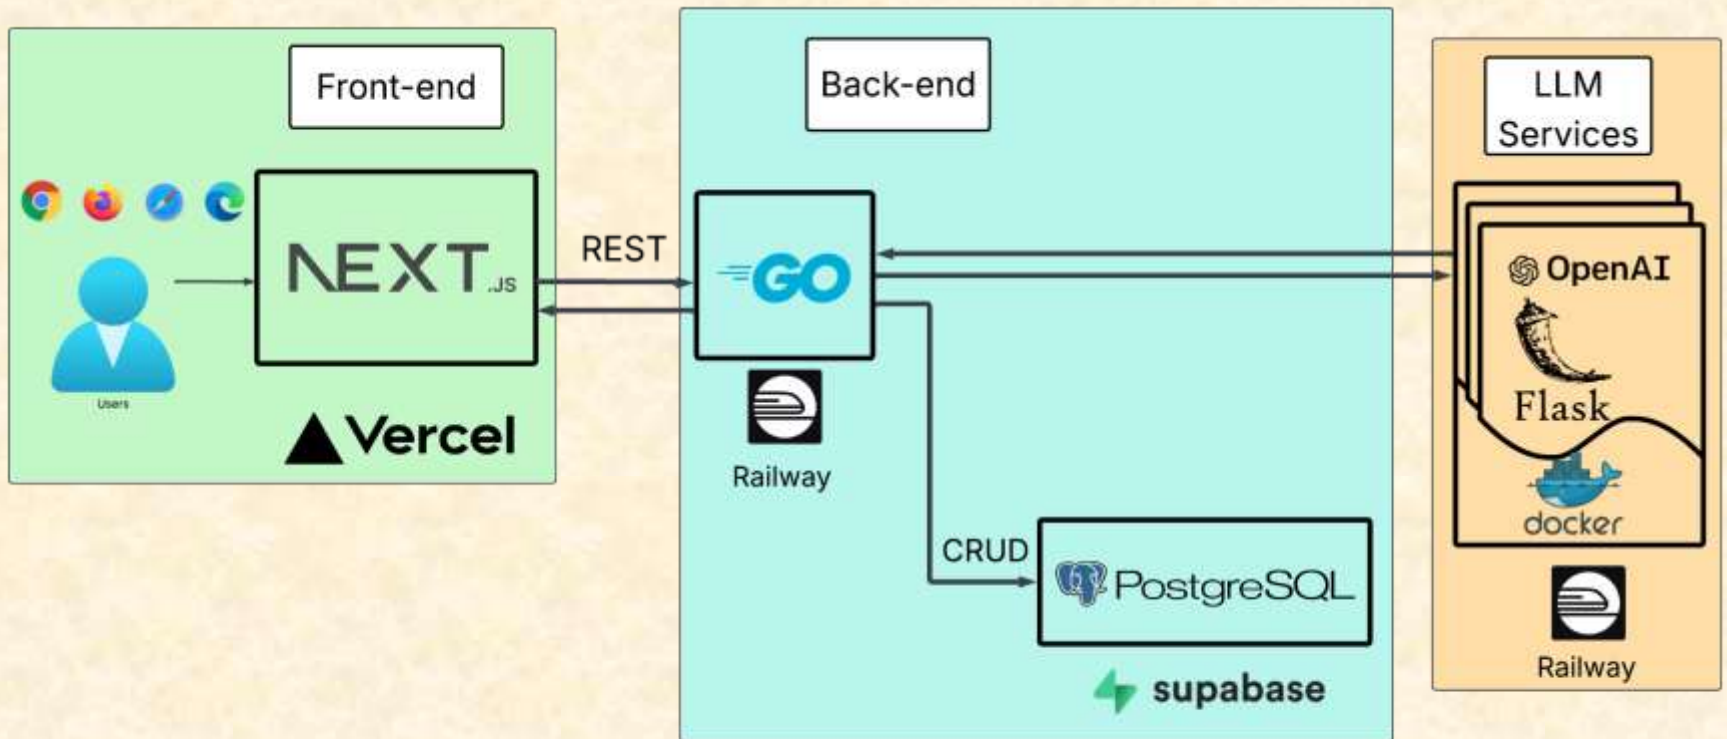 Front-end
NEXT.JS
Users
Vercel
REST
Back-end
GO
Railway
CRUD
PostgreSQL
supabase
LLM
Services
OpenAI
Flask
docker
Railway